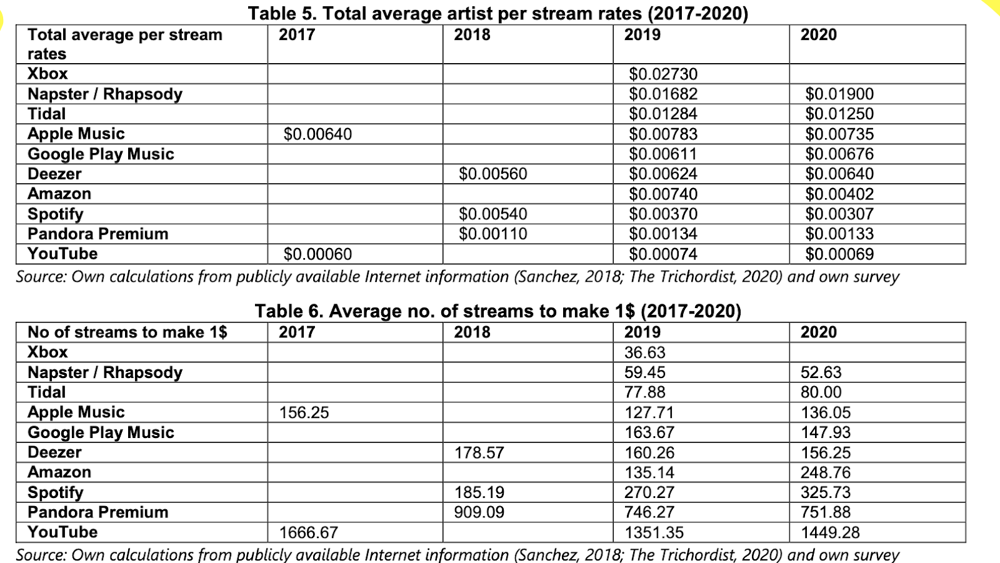 Table 5. Total average artist per stream rates (2017-2020)
Total average per stream rates 2017 2018 2019 2020
Xbox $0.02730
Napster / Rhapsody $0.01682 $0.01900
Tidal $0.01284 $0.01250
Apple Music $0.00640 $0.00783 $0.00735
Google Play Music $0.00611 $0.00676
Deezer $0.00560 $0.00624 $0.00640
Amazon $0.00740 $0.00402
Spotify $0.00540 $0.00370 $0.00307
Pandora Premium $0.00110 $0.00134 $0.00133
YouTube $0.00060 $0.00074 $0.00069
Source: Own calculations from publicly available Internet information (Sanchez, 2018; The Trichordist, 2020) and own survey
Table 6. Average no. of streams to make 1$ (2017-2020)
No of streams to make 1$ 2017 2018 2019 2020
Xbox 36.63
Napster / Rhapsody 59.45 52.63
Tidal 77.88 80.00
Apple Music 156.25 127.71 136.05
Google Play Music 163.67 147.93
Deezer 178.57 160.26 156.25
Amazon 135.14 248.76
Spotify 185.19 270.27 325.73
Pandora Premium 909.09 746.27 751.88
YouTube 1666.67 1351.35 1449.28
Source: Own calculations from publicly available Internet information (Sanchez, 2018; The Trichordist, 2020) and own survey